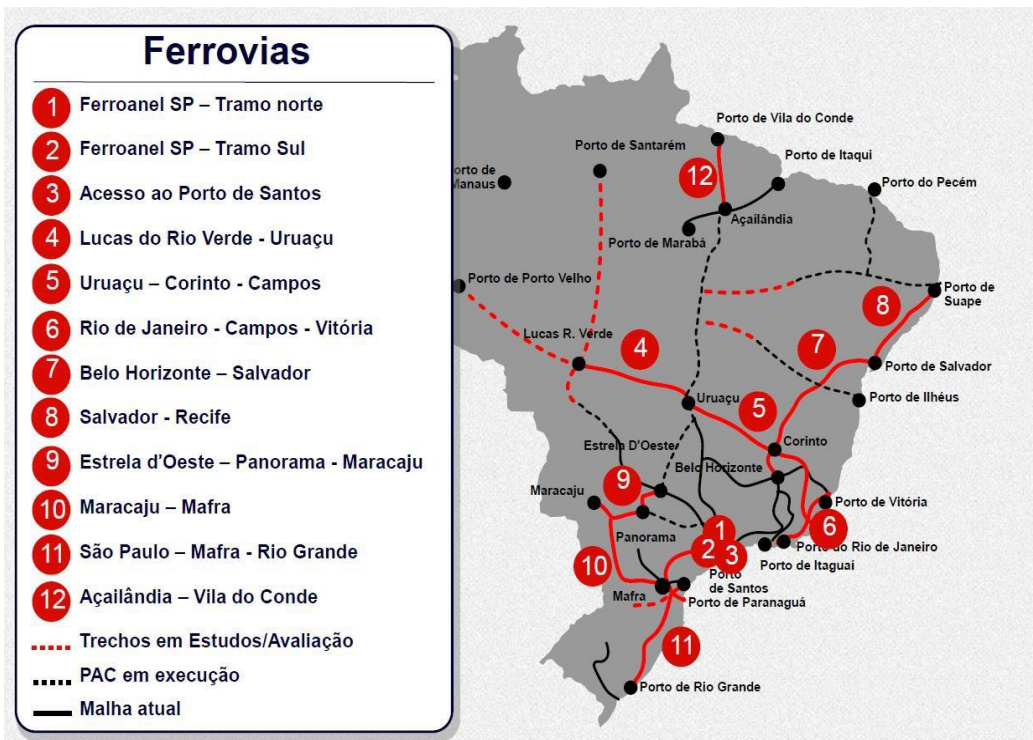 Ferrovias
1 Ferroanel SP – Tramo norte
2 Ferroanel SP – Tramo Sul
3 Acesso ao Porto de Santos
4 Lucas do Rio Verde - Uruaçu
5 Uruaçu – Corinto - Campos
6 Rio de Janeiro - Campos - Vitória
7 Belo Horizonte – Salvador
8 Salvador - Recife
9 Estrela d'Oeste – Panorama - Maracaju
10 Maracaju – Mafra
11 São Paulo – Mafra - Rio Grande
12 Açailândia – Vila do Conde
Trechos em Estudos/Avaliação
PAC em execução
Malha atual
Porto de Vila do Conde
Porto de Santarém
Porto de Itaqui
orto de
Manaus
12
Porto do Pecém
Açailândia
Porto de Marabá
Porto de Porto Velho
Porto de
Suape
8
Lucas R. Verde
4
7
Porto de Salvador
Uruaçu
5
Porto de Ilhéus
Estrela D'Oeste
Corinto
Belo Horizonte
9
Maracaju
Porto de Vitória
Panorama
1
6
2
3
Porto do Rio de Janeiro
Porto de Itaguaí
10
Porto
de Santos
Mafra
Porto de Paranaguá
11
Porto de Rio Grande